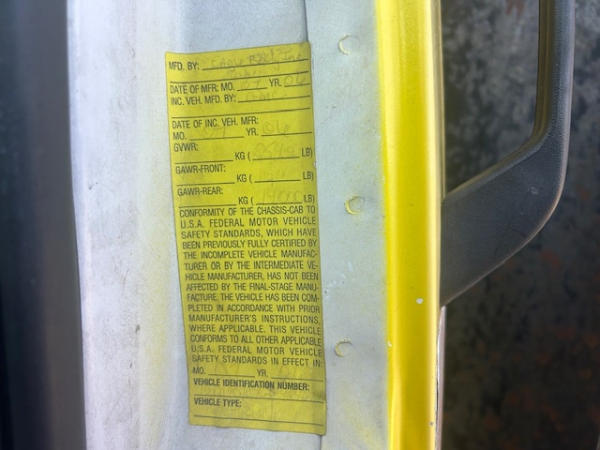 MFD. BY:
DATE OF MFR: MO. YR. 06
INC. VEH. MFD. BY:
DATE OF INC. VEH. MFR:
MO. YR. 06
GVWR:
KG ( LB)
GAWR-FRONT:
KG ( LB)
GAWR-REAR:
KG ( LB)
CONFORMITY OF THE CHASSIS-CAB TO
U.S.A. FEDERAL MOTOR VEHICLE
SAFETY STANDARDS, WHICH HAVE
BEEN PREVIOUSLY FULLY CERTIFIED BY
THE INCOMPLETE VEHICLE MANUFAC-
TURER OR BY THE INTERMEDIATE VE-
HICLE MANUFACTURER, HAS NOT BEEN
AFFECTED BY THE FINAL-STAGE MANU-
FACTURE. THE VEHICLE HAS BEEN COM-
PLETED IN ACCORDANCE WITH PRIOR
MANUFACTURER'S INSTRUCTIONS,
WHERE APPLICABLE. THIS VEHICLE
CONFORMS TO ALL OTHER APPLICABLE
U.S.A. FEDERAL MOTOR VEHICLE
SAFETY STANDARDS IN EFFECT IN:
MO. YR.
VEHICLE IDENTIFICATION NUMBER:
VEHICLE TYPE: